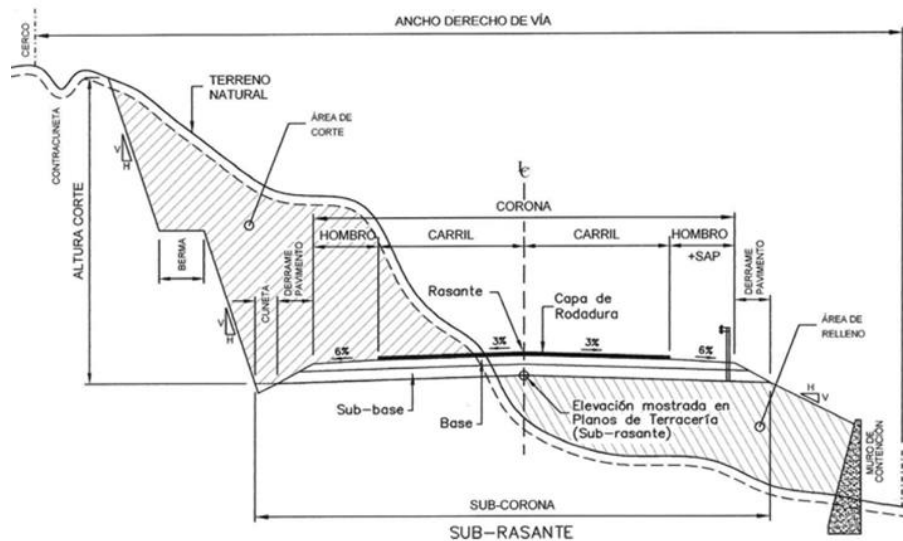 ANCHO DERECHO DE VÍA
CERCO
TERRENO
NATURAL
ÁREA DE
CORTE
CONTRACUNETA
V
H
ALTURA CORTE
℄
CORONA
HOMBRO
CARRIL
CARRIL
HOMBRO
+SAP
BERMA
CUNETA
DERRAME
PAVIMENTO
DERRAME
PAVIMENTO
Rasante
Capa de
Rodadura
ÁREA DE
RELLENO
V
H
6%
3%
3%
6%
H
V
Sub-base
Base
Elevación mostrada en
Planos de Terracería
(Sub-rasante)
MURO DE
CONTENCIÓN
SUB-CORONA
SUB-RASANTE